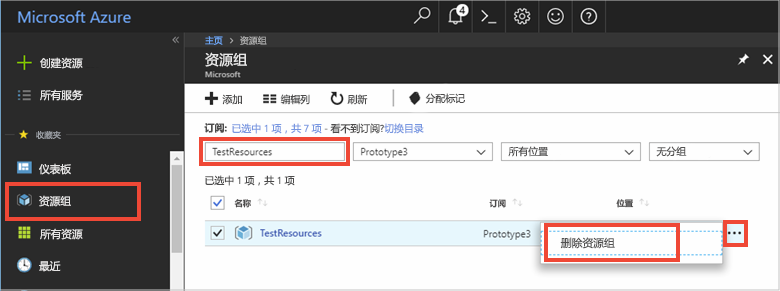 Microsoft Azure
4
主页 > 资源组
资源组
Microsoft
创建资源
所有服务
收藏夹
仪表板
资源组
所有资源
最近
添加 编辑列 刷新 分配标记
订阅: 已选中 1 项，共 7 项 - 看不到订阅?切换目录
TestResources Prototype3 所有位置 无分组
已选中 1 项，共 1 项
名称 订阅 位置
TestResources Prototype3
删除资源组